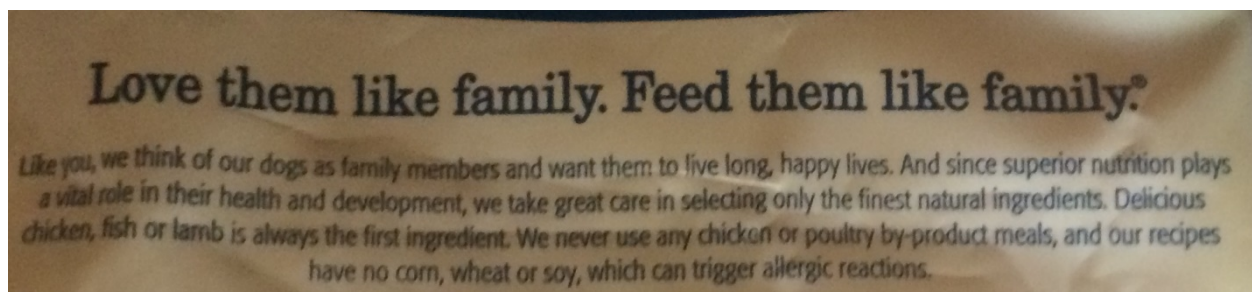 Love them like family. Feed them like family.®
Like you, we think of our dogs as family members and want them to live long, happy lives. And since superior nutrition plays
a vital role in their health and development, we take great care in selecting only the finest natural ingredients. Delicious
chicken, fish or lamb is always the first ingredient. We never use any chicken or poultry by-product meals, and our recipes
have no corn, wheat or soy, which can trigger allergic reactions.